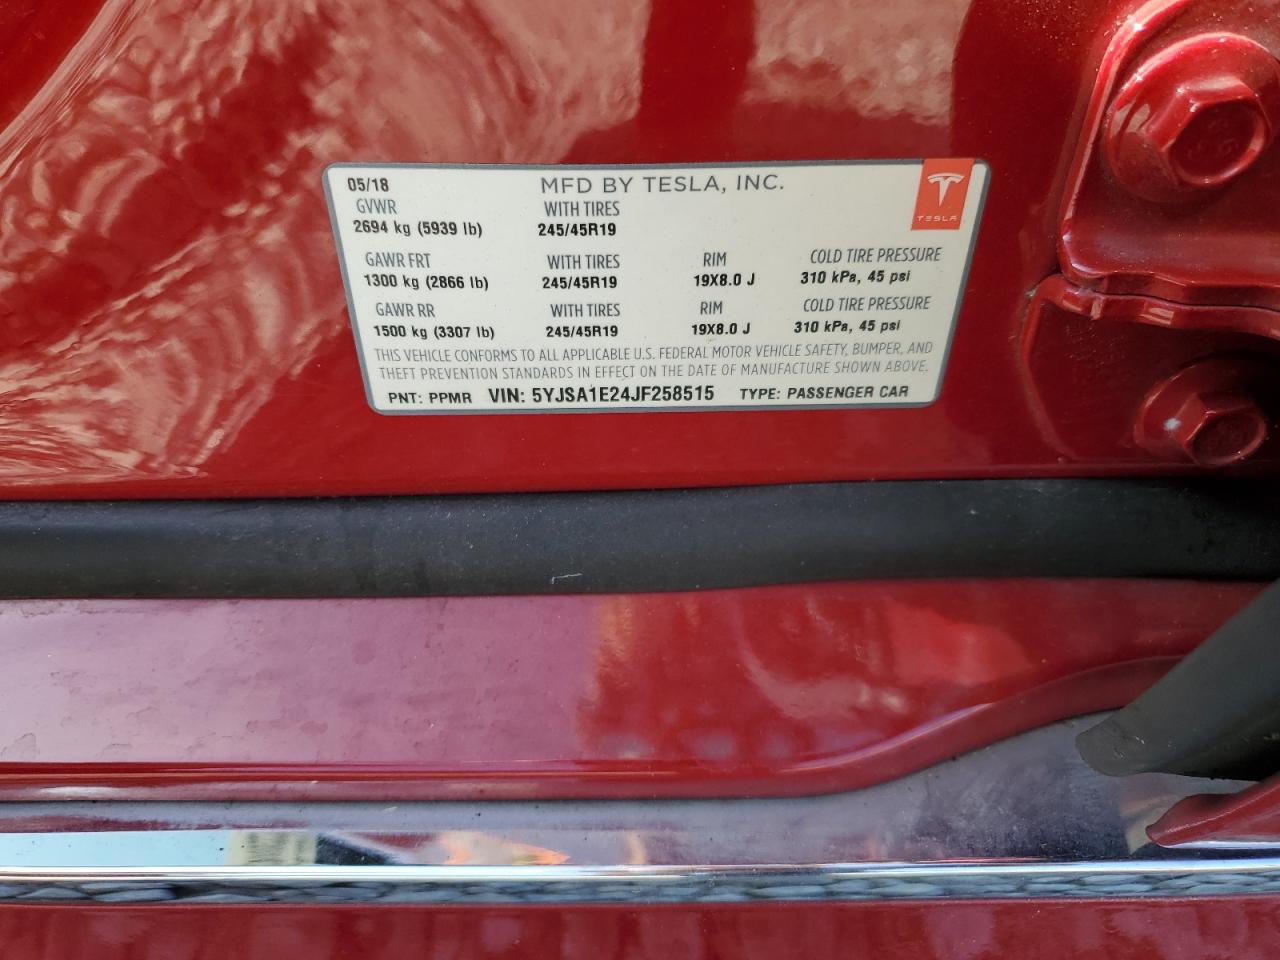 05/18 MFD BY TESLA, INC.
GVWR WITH TIRES
2694 kg (5939 lb) 245/45R19
TESLA
GAWR FRT WITH TIRES RIM COLD TIRE PRESSURE
1300 kg (2866 lb) 245/45R19 19X8.0 J 310 kPa, 45 psi
GAWR RR WITH TIRES RIM COLD TIRE PRESSURE
1500 kg (3307 lb) 245/45R19 19X8.0 J 310 kPa, 45 psi
THIS VEHICLE CONFORMS TO ALL APPLICABLE U.S. FEDERAL MOTOR VEHICLE SAFETY, BUMPER, AND
THEFT PREVENTION STANDARDS IN EFFECT ON THE DATE OF MANUFACTURE SHOWN ABOVE.
PNT: PPMR VIN: 5YJSA1E24JF258515 TYPE: PASSENGER CAR